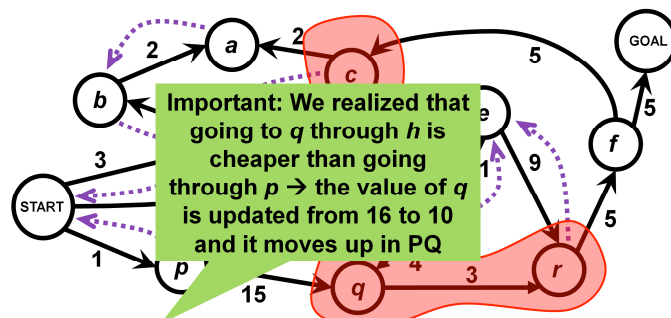 GOAL
a
2
2
c
5
b
5
e
f
Important: We realized that
going to q through h is
cheaper than going
through p → the value of q
is updated from 16 to 10
and it moves up in PQ
3
1
9
START
5
1
p
4
r
15
q
3